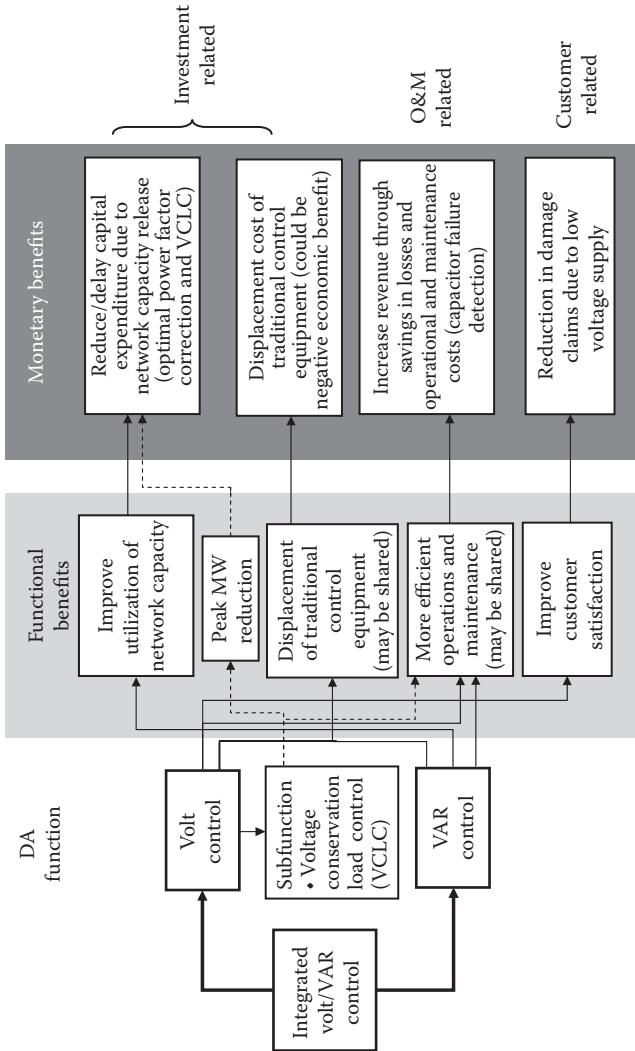 DA
function
Functional
benefits
Monetary benefits
Integrated
volt/VAR
control
Volt
control
Subfunction
• Voltage
conservation
load control
(VCLC)
VAR
control
Improve
utilization of
network capacity
Peak MW
reduction
Displacement
of traditional
control
equipment
(may be shared)
More efficient
operations and
maintenance
(may be shared)
Improve
customer
satisfaction
Reduce/delay capital
expenditure due to
network capacity release
(optimal power factor
correction and VCLC)
Displacement cost of
traditional control
equipment (could be
negative economic benefit)
Increase revenue through
savings in losses and
operational and maintenance
costs (capacitor failure
detection)
Reduction in damage
claims due to low
voltage supply
Investment
related
O&M
related
Customer
related